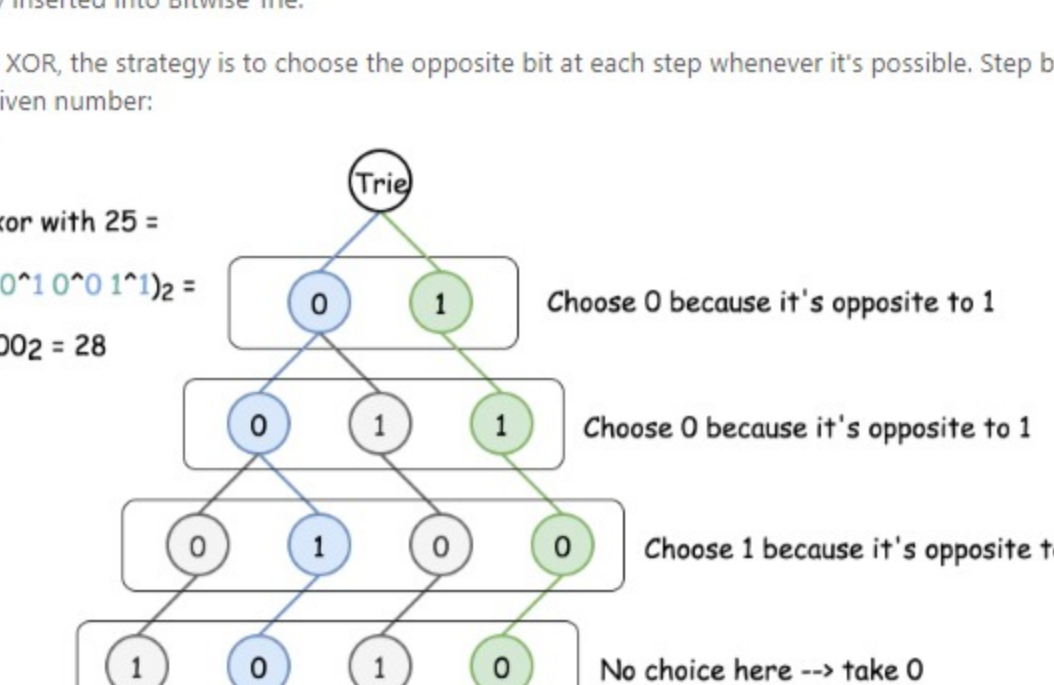 inserted into Bitwise Trie.
XOR, the strategy is to choose the opposite bit at each step whenever it's possible. Step b
iven number:
Trie
xor with 25 =
0^1 0^0 1^1)2 =
0 1 Choose 0 because it's opposite to 1
002 = 28
0 1 1 Choose 0 because it's opposite to 1
0 1 0 0 Choose 1 because it's opposite t
1 0 1 0 No choice here --> take 0